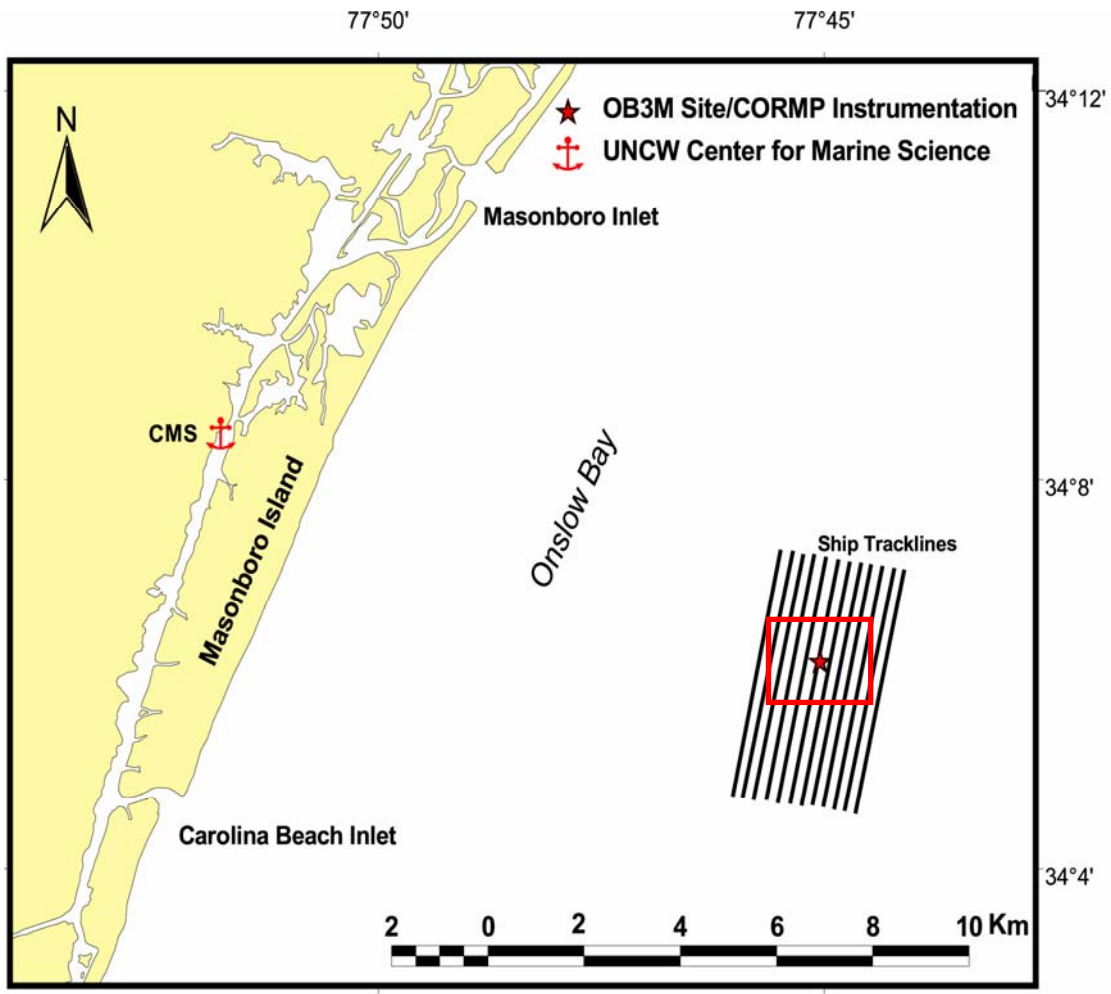 77°50' 77°45'
34°12'
N
OB3M Site/CORMP Instrumentation
UNCW Center for Marine Science
Masonboro Inlet
CMS
Masonboro Island
Onslow Bay
34°8'
Ship Tracklines
Carolina Beach Inlet
34°4'
2 0 2 4 6 8 10 Km